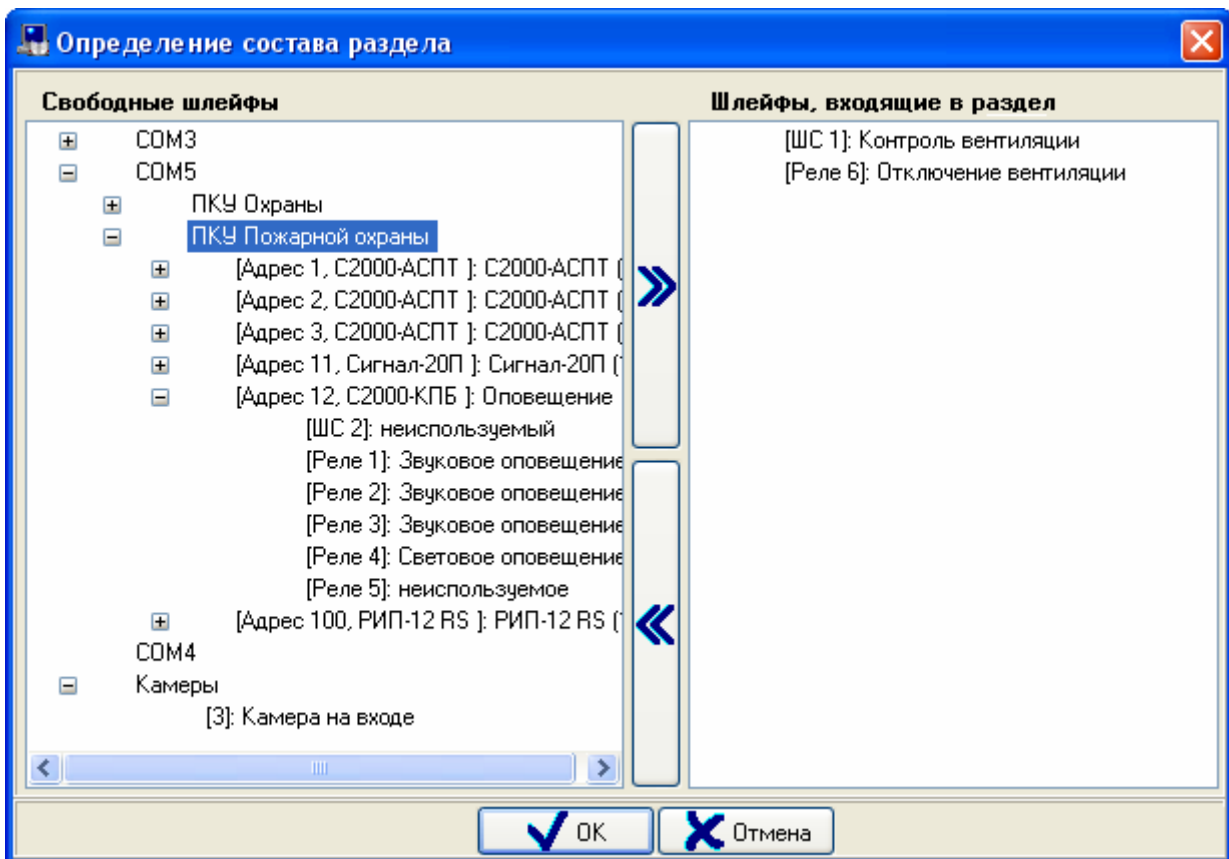 Определение состава раздела
Свободные шлейфы
COM3
COM5
ПКУ Охраны
ПКУ Пожарной охраны
[Адрес 1, С2000-АСПТ ]: С2000-АСПТ (
[Адрес 2, С2000-АСПТ ]: С2000-АСПТ (
[Адрес 3, С2000-АСПТ ]: С2000-АСПТ (
[Адрес 11, Сигнал-20П ]: Сигнал-20П (
[Адрес 12, С2000-КПБ ]: Оповещение
[ШС 2]: неиспользуемый
[Реле 1]: Звуковое оповещение
[Реле 2]: Звуковое оповещение
[Реле 3]: Звуковое оповещение
[Реле 4]: Световое оповещение
[Реле 5]: неиспользуемое
[Адрес 100, РИП-12 RS ]: РИП-12 RS (
COM4
Камеры
[3]: Камера на входе
Шлейфы, входящие в раздел
[ШС 1]: Контроль вентиляции
[Реле 6]: Отключение вентиляции
OK
Отмена